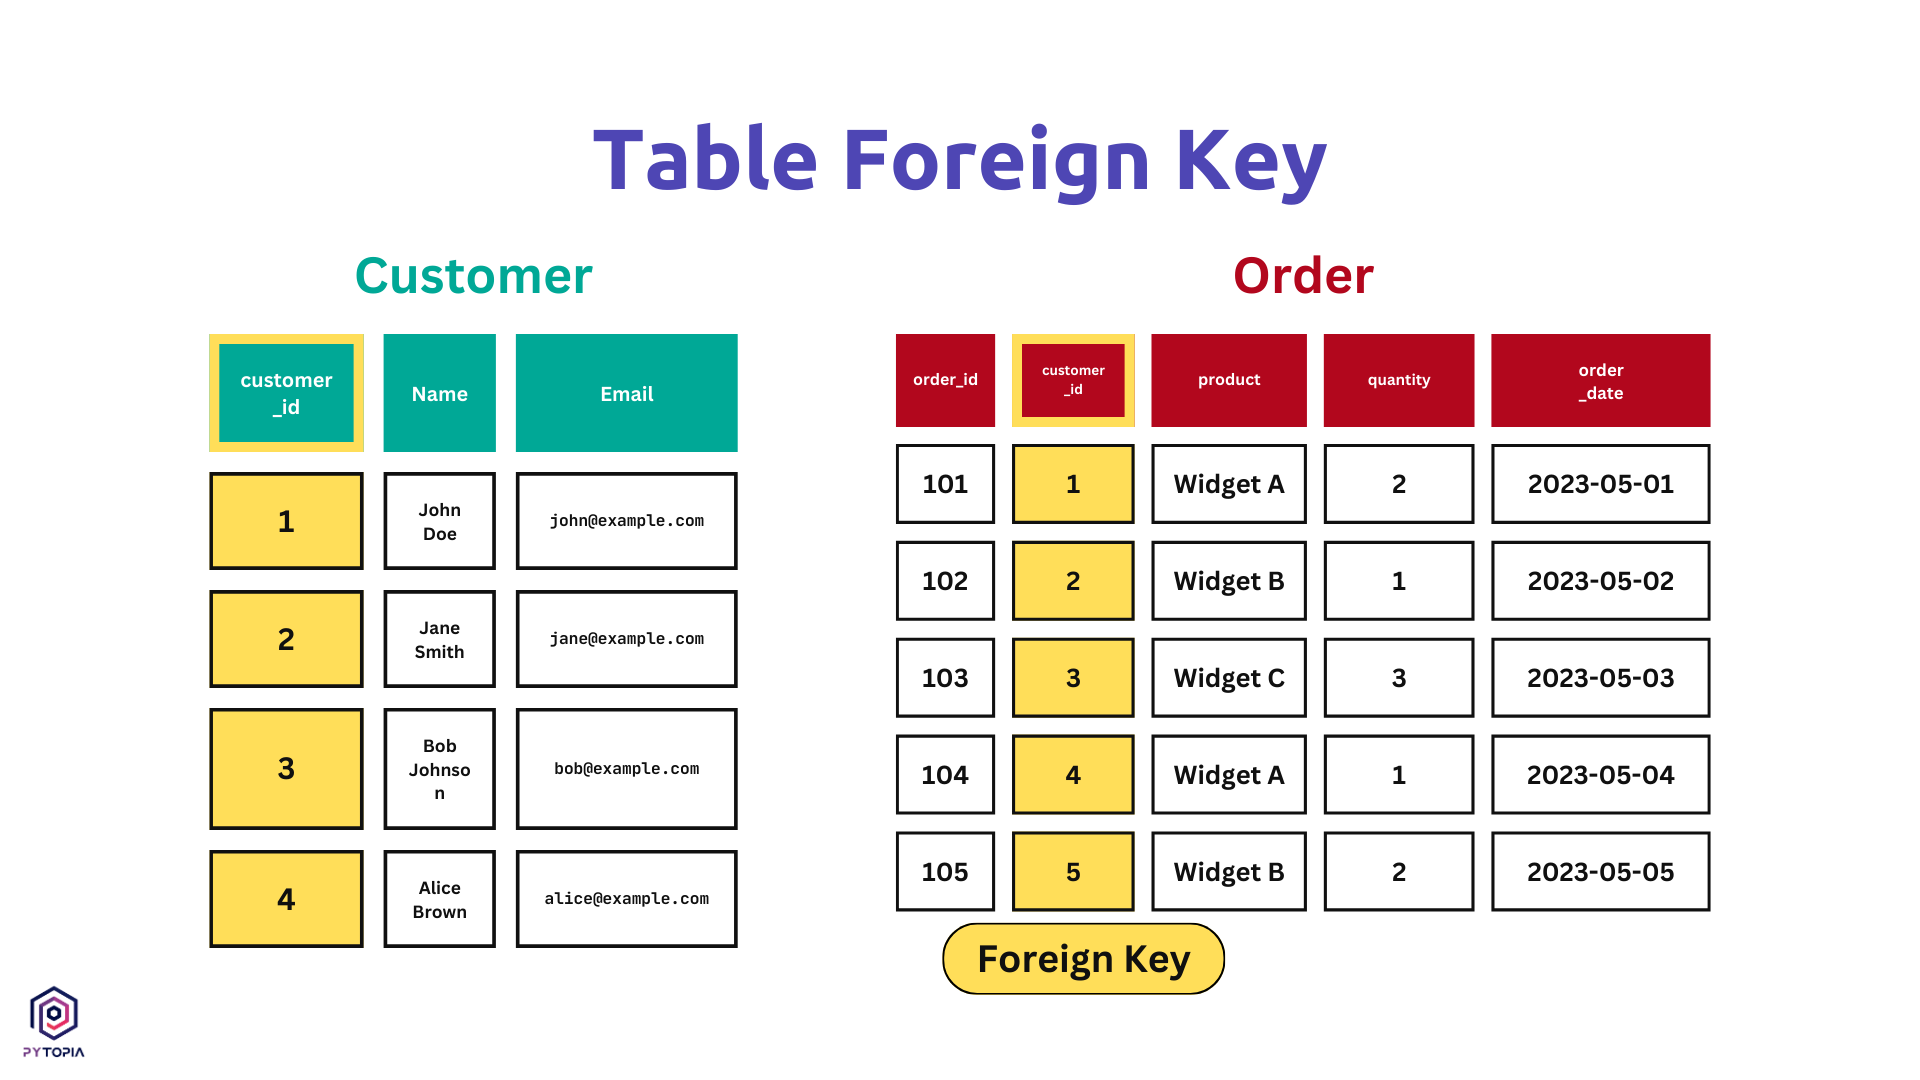 Table Foreign Key
Customer
customer
_id
Name
Email
1
John
Doe
john@example.com
2
Jane
Smith
jane@example.com
3
Bob
Johnso
n
bob@example.com
4
Alice
Brown
alice@example.com
Order
order_id
customer
_id
product
quantity
order
_date
101
1
Widget A
2
2023-05-01
102
2
Widget B
1
2023-05-02
103
3
Widget C
3
2023-05-03
104
4
Widget A
1
2023-05-04
105
5
Widget B
2
2023-05-05
Foreign Key
PYTOPIA